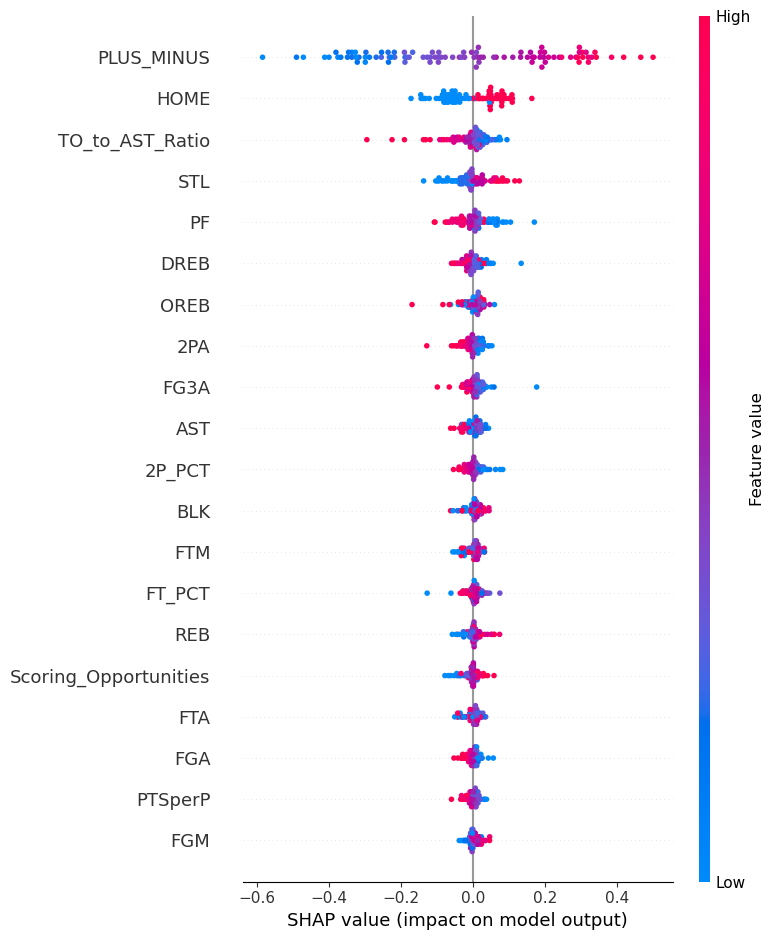 High
PLUS_MINUS
HOME
TO_to_AST_Ratio
STL
PF
DREB
OREB
2PA
FG3A
AST
2P_PCT
BLK
FTM
FT_PCT
REB
Scoring_Opportunities
FTA
FGA
PTSperP
FGM
Feature value
Low
−0.6 −0.4 −0.2 0.0 0.2 0.4
SHAP value (impact on model output)